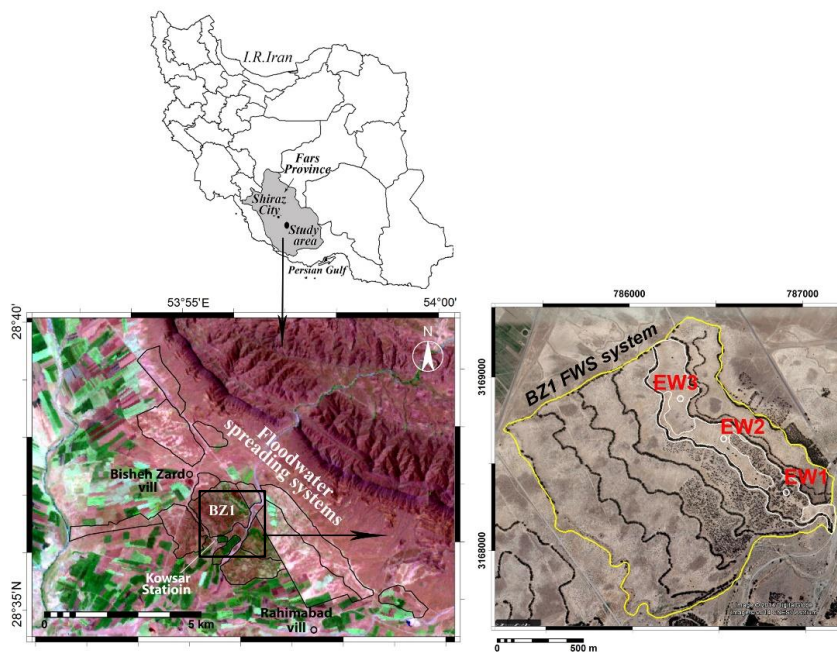 I.R.Iran
Fars
Province
Shiraz
City
Study
area
Persian Gulf
53°55'E
54°00'
28°40'
28°35'N
N
Floodwater
spreading systems
Bisheh Zard
vill
BZ1
Kowsar
Statioin
Rahimabad
vill
0
5 km
786000
787000
3169000
3168000
BZ1 FWS system
EW3
EW2
EW1
0
500 m